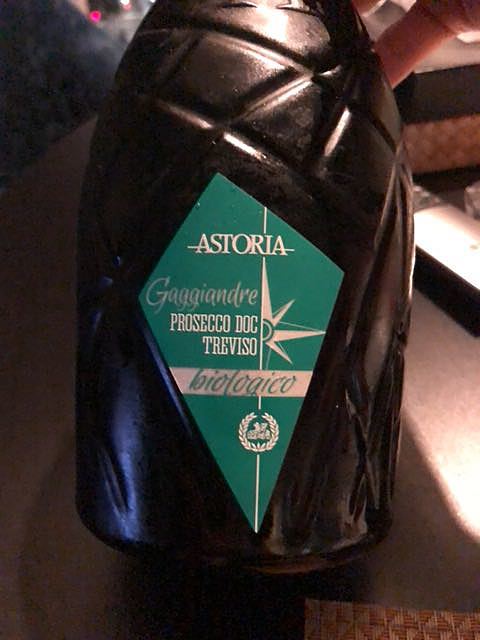 ASTORIA
Gaggiandre
PROSECCO DOC
TREVISO
biologico